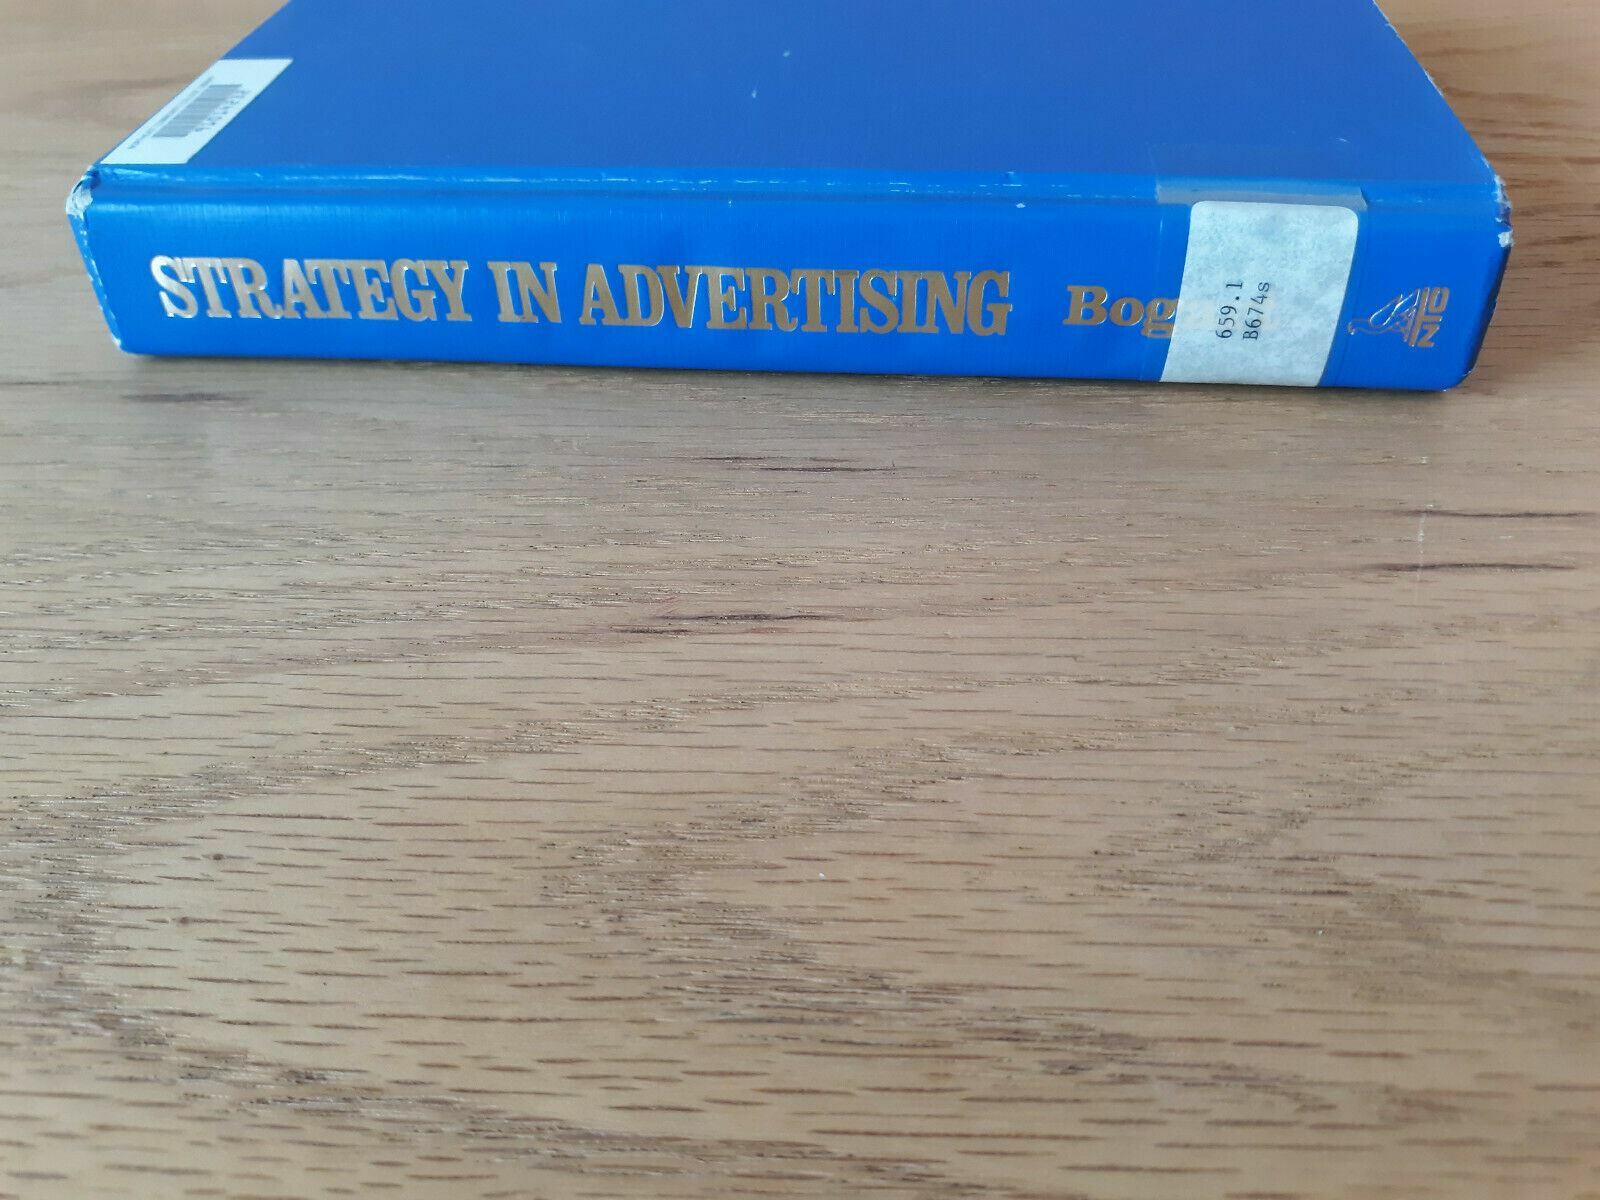 STRATEGY IN ADVERTISING
Bog
659.1
B674s